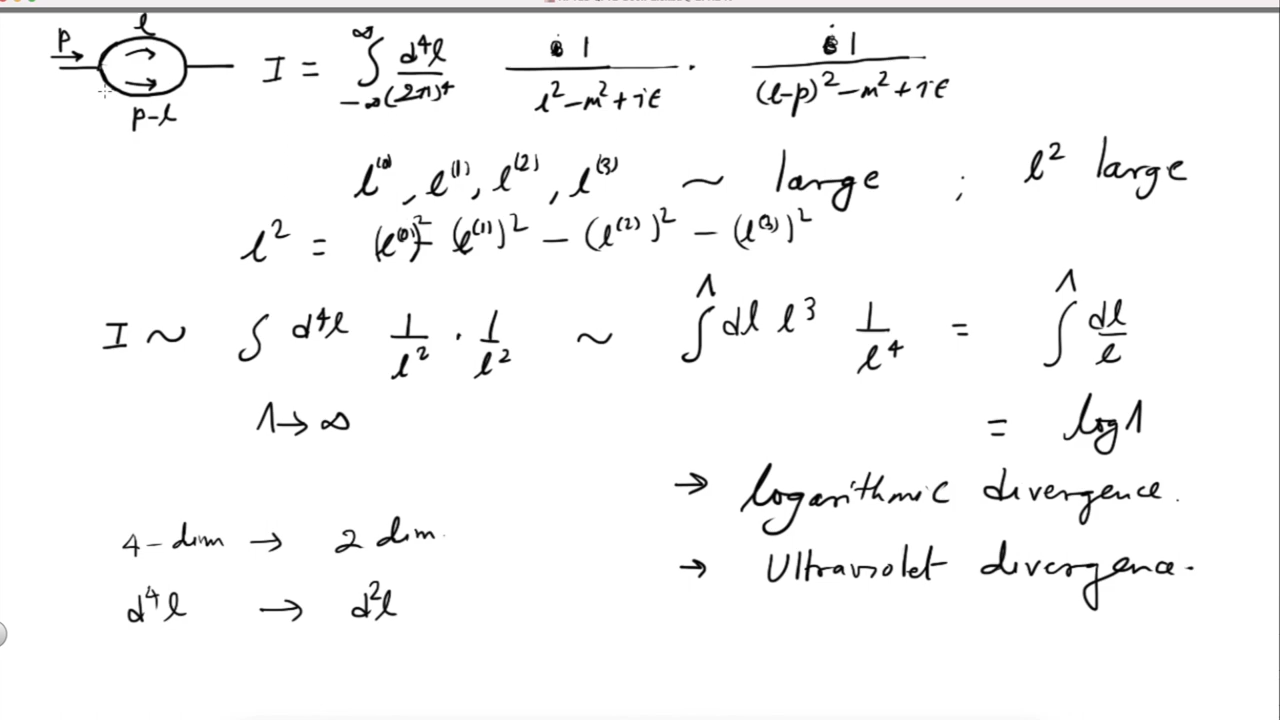 p l p-l
I = ∫_{-∞}^{∞} d⁴l/(2π)⁴ 1/(l² - m² + iε) · 1/((l-p)² - m² + iε)
l⁽⁰⁾, l⁽¹⁾, l⁽²⁾, l⁽³⁾ ~ large ; l² large
l² = (l⁽⁰⁾)² - (l⁽¹⁾)² - (l⁽²⁾)² - (l⁽³⁾)²
I ~ ∫ d⁴l 1/l² · 1/l² ~ ∫^Λ dl l³ 1/l⁴ = ∫^Λ dl/l
Λ → ∞ = log Λ
→ logarithmic divergence.
4-dim → 2 dim.
→ Ultraviolet divergence.
d⁴l → d²l